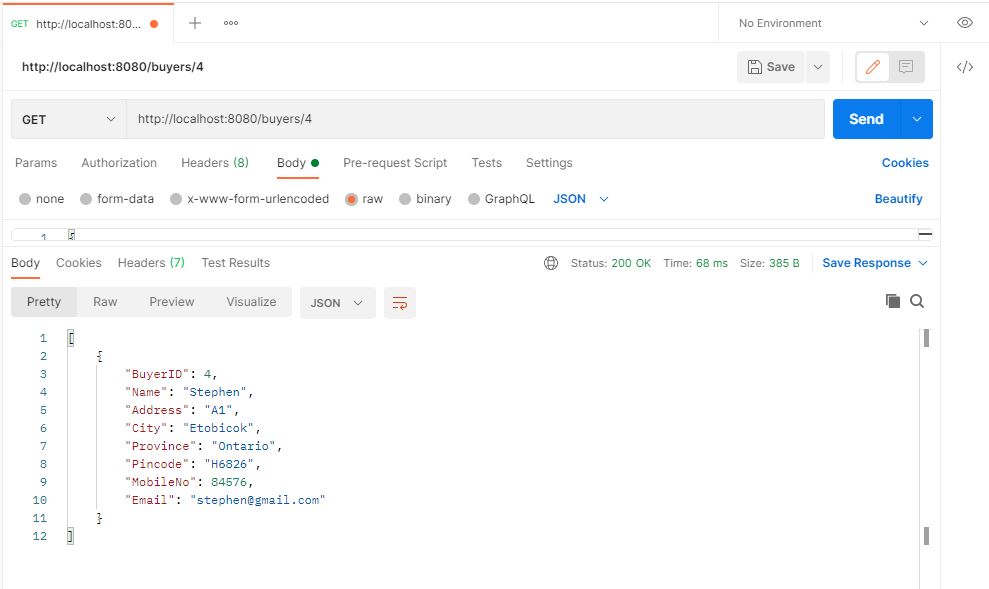 GET http://localhost:80...
No Environment
http://localhost:8080/buyers/4
Save
GET http://localhost:8080/buyers/4 Send
Params Authorization Headers (8) Body Pre-request Script Tests Settings Cookies
none form-data x-www-form-urlencoded raw binary GraphQL JSON Beautify
1 {
Body Cookies Headers (7) Test Results Status: 200 OK Time: 68 ms Size: 385 B Save Response
Pretty Raw Preview Visualize JSON
1 [
2 {
3 "BuyerID": 4,
4 "Name": "Stephen",
5 "Address": "A1",
6 "City": "Etobicok",
7 "Province": "Ontario",
8 "Pincode": "H6826",
9 "MobileNo": 84576,
10 "Email": "stephen@gmail.com"
11 }
12 ]